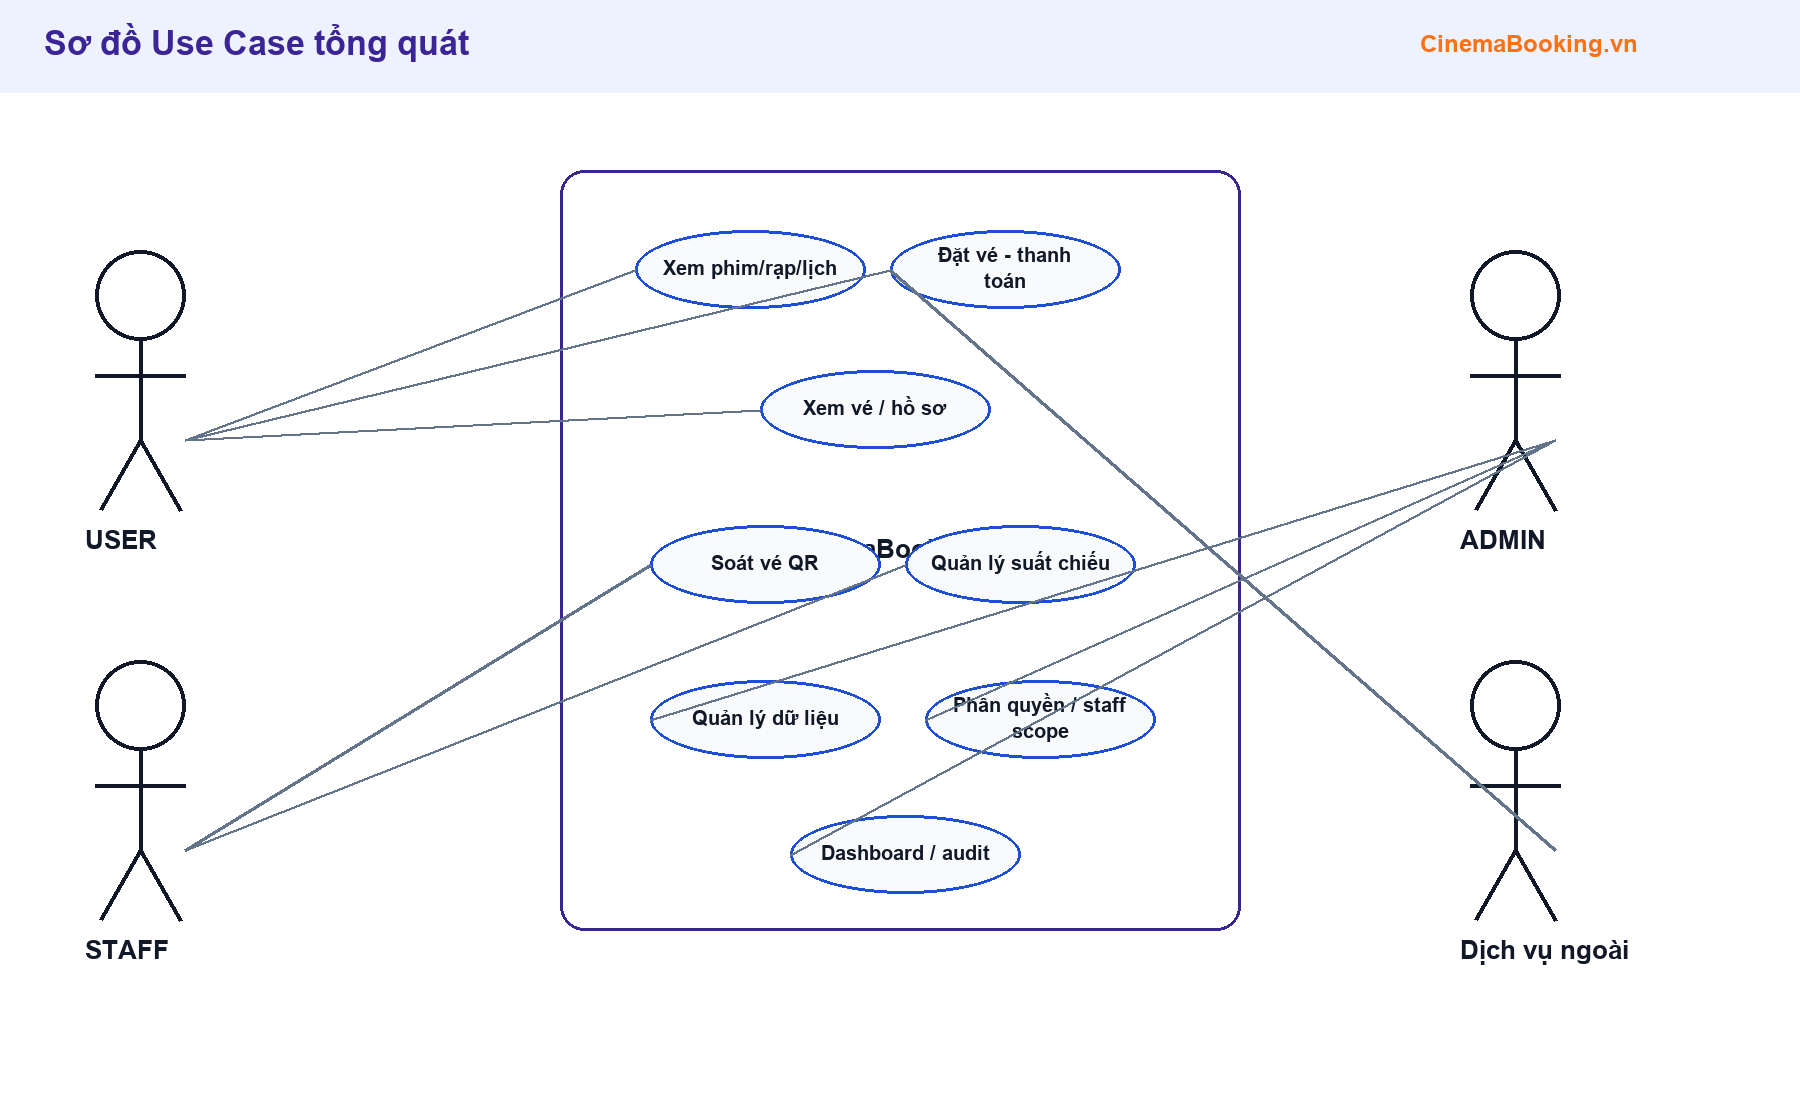 Sơ đồ Use Case tổng quát
CinemaBooking.vn
Xem phim/rạp/lịch
Đặt vé - thanh
toán
Xem vé / hồ sơ
USER
ADMIN
Soát vé QR
Quản lý suất chiếu
Quản lý dữ liệu
Phân quyền / staff
scope
Dashboard / audit
STAFF
Dịch vụ ngoài